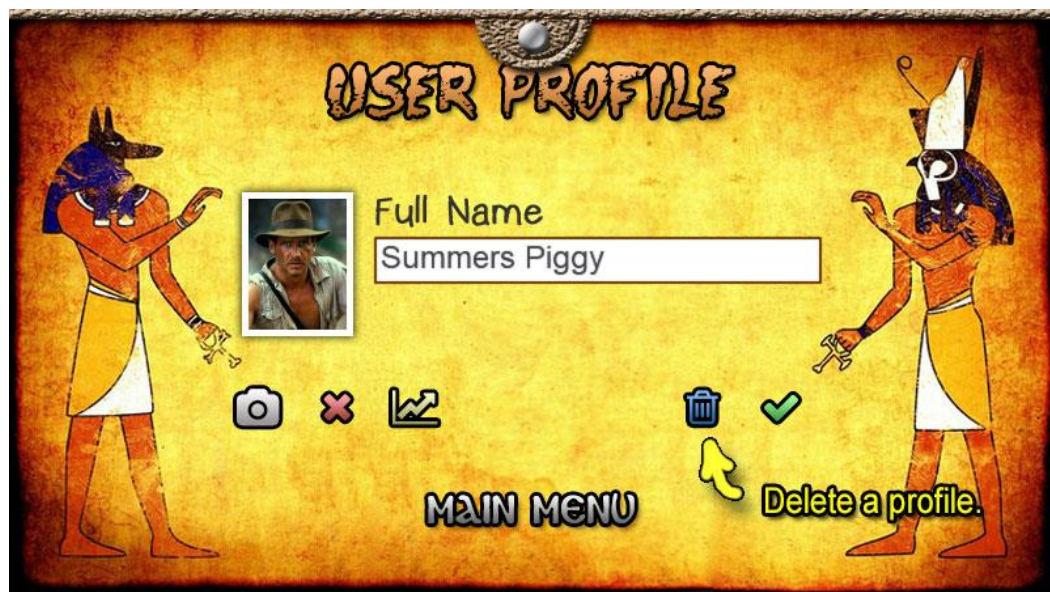 USER PROFILE
Full Name
Summers Piggy
Delete a profile.
MAIN MENU